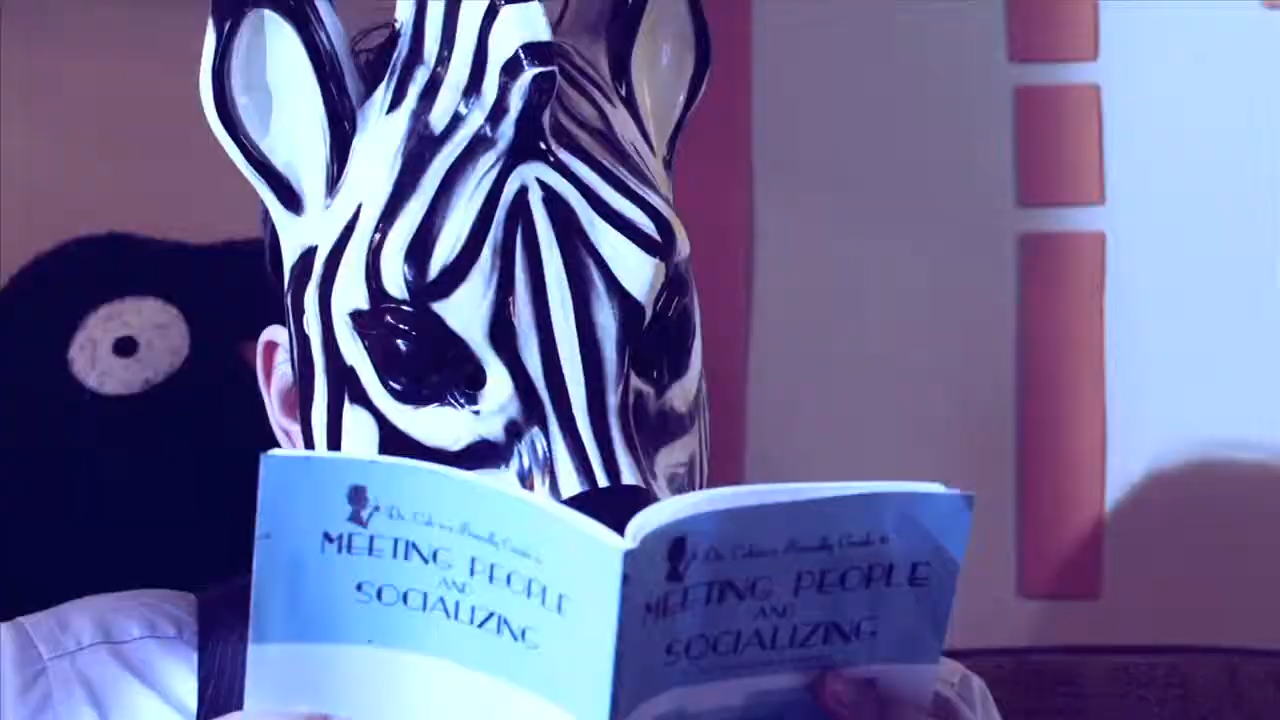 MEETING PEOPLE
AND
SOCIALIZING
MEETING PEOPLE
AND
SOCIALIZING